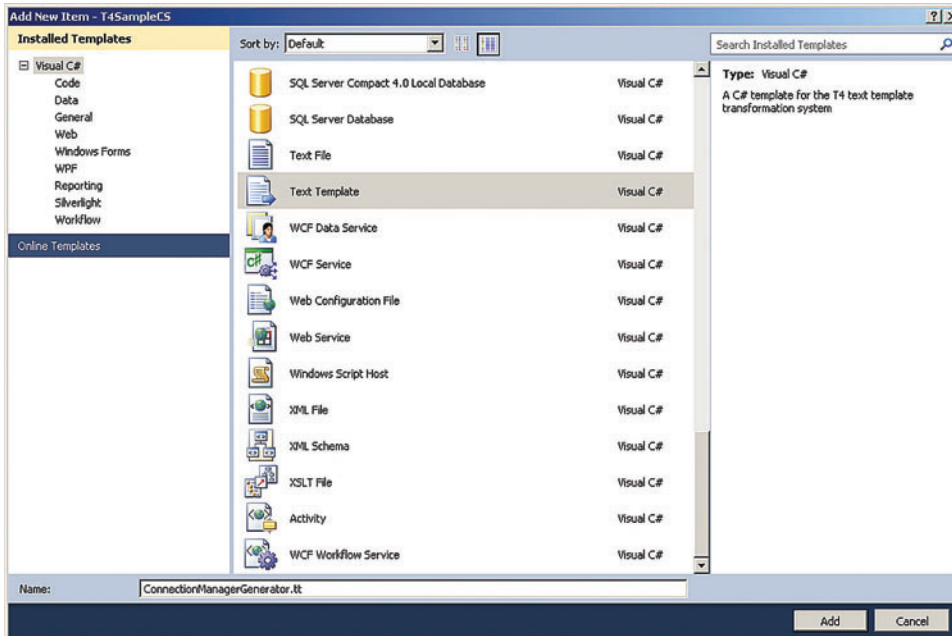 Add New Item - T4SampleCS
Installed Templates
Visual C#
Code
Data
General
Web
Windows Forms
WPF
Reporting
Silverlight
Workflow
Online Templates
Sort by: Default
SQL Server Compact 4.0 Local Database Visual C#
SQL Server Database Visual C#
Text File Visual C#
Text Template Visual C#
WCF Data Service Visual C#
WCF Service Visual C#
Web Configuration File Visual C#
Web Service Visual C#
Windows Script Host Visual C#
XML File Visual C#
XML Schema Visual C#
XSLT File Visual C#
Activity Visual C#
WCF Workflow Service Visual C#
Search Installed Templates
Type: Visual C#
A C# template for the T4 text template
transformation system
Name: ConnectionManagerGenerator.tt
Add Cancel